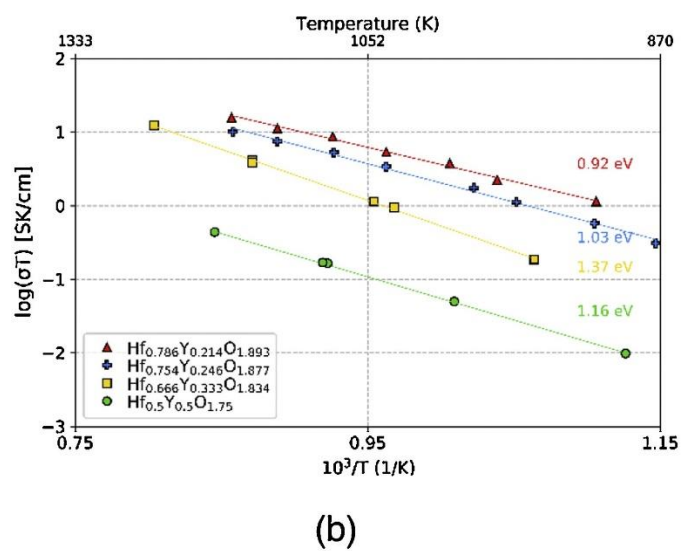 Temperature (K)
1333 1052 870
2
1
0
−1
−2
−3
log(σT) [SK/cm]
0.92 eV
1.03 eV
1.37 eV
1.16 eV
Hf0.786Y0.214O1.893
Hf0.754Y0.246O1.877
Hf0.666Y0.333O1.834
Hf0.5Y0.5O1.75
0.75 0.95 1.15
10³/T (1/K)
(b)